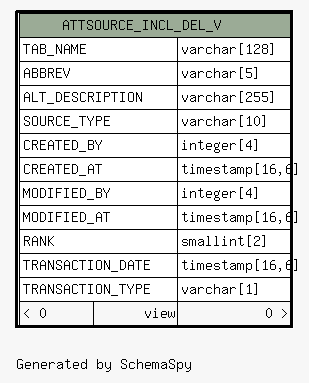 ATTSOURCE_INCL_DEL_V
TAB_NAME varchar[128]
ABBREV varchar[5]
ALT_DESCRIPTION varchar[255]
SOURCE_TYPE varchar[10]
CREATED_BY integer[4]
CREATED_AT timestamp[16,6]
MODIFIED_BY integer[4]
MODIFIED_AT timestamp[16,6]
RANK smallint[2]
TRANSACTION_DATE timestamp[16,6]
TRANSACTION_TYPE varchar[1]
< 0 view 0 >
Generated by SchemaSpy